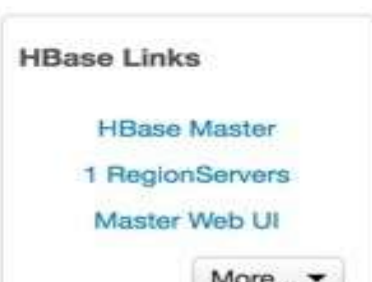 HBase Links
HBase Master
1 RegionServers
Master Web UI
More...